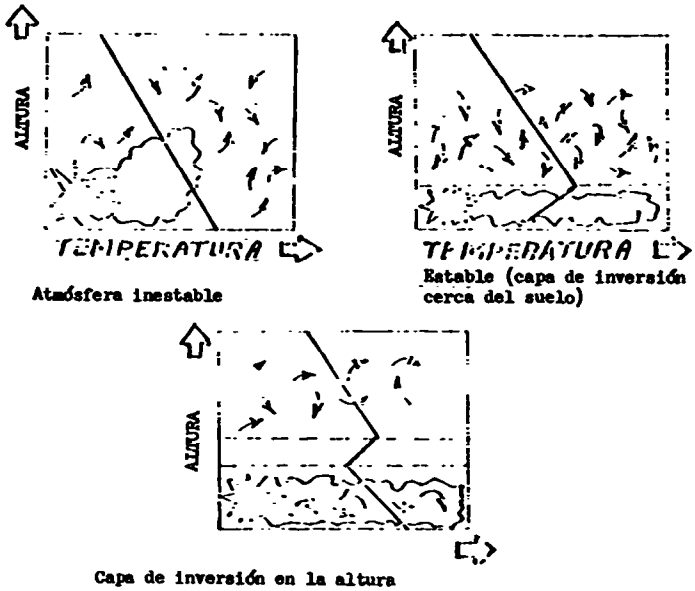 ALTURA
TEMPERATURA
Atmósfera inestable
ALTURA
TEMPERATURA
Estable (capa de inversión
cerca del suelo)
ALTURA
Capa de inversión en la altura